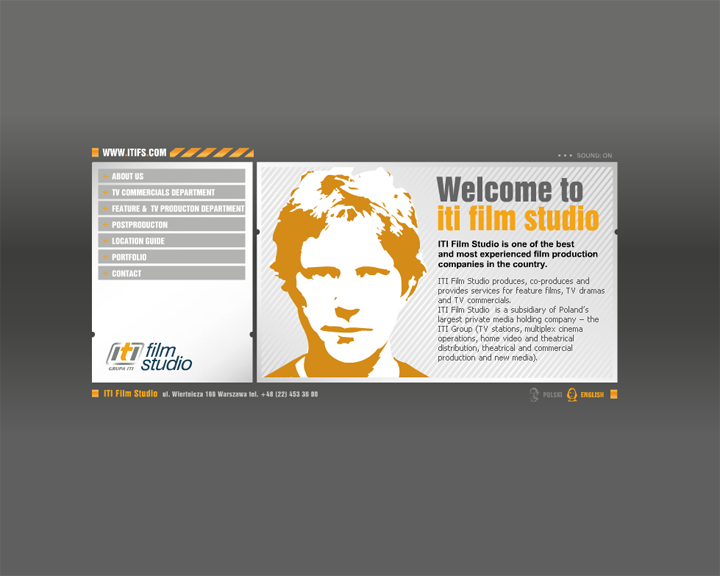 WWW.ITIFS.COM
SOUND: ON
ABOUT US
TV COMMERCIALS DEPARTMENT
FEATURE & TV PRODUCTON DEPARTMENT
POSTPRODUCTON
LOCATION GUIDE
PORTFOLIO
CONTACT
iti film
studio
GRUPA ITI
Welcome to
iti film studio
ITI Film Studio is one of the best
and most experienced film production
companies in the country.
ITI Film Studio produces, co-produces and
provides services for feature films, TV dramas
and TV commercials.
ITI Film Studio is a subsidiary of Poland's
largest private media holding company – the
ITI Group (TV stations, multiplex cinema
operations, home video and theatrical
distribution, theatrical and commercial
production and new media).
ITI Film Studio ul. Wiertnicza 166 Warszawa tel. +48 (22) 453 30 00
POLSKI ENGLISH